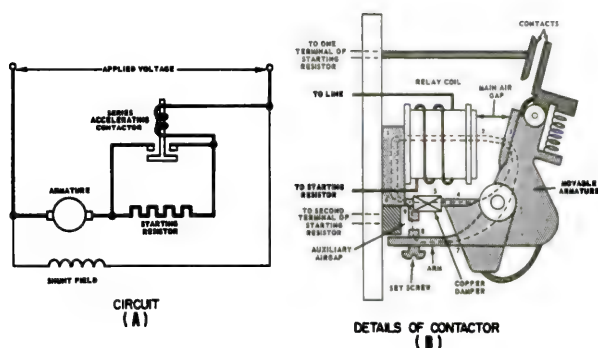 APPLIED VOLTAGE
SERIES
ACCELERATING
CONTACTOR
ARMATURE
STARTING
RESISTOR
SHUNT FIELD
CIRCUIT
(A)
CONTACTS
TO ONE
TERMINAL OF
STARTING
RESISTOR
RELAY COIL
TO LINE
MAIN AIR
GAP
TO STARTING
RESISTOR
MOVABLE
ARMATURE
TO SECOND
TERMINAL OF
STARTING
RESISTOR
AUXILIARY
AIRGAP
ARM
COPPER
DAMPER
SET SCREW
DETAILS OF CONTACTOR
(B)